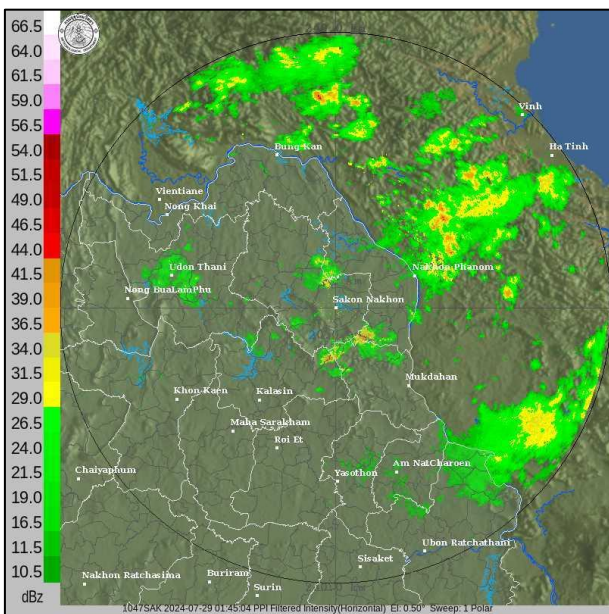 66.5
64.0
61.5
59.0
56.5
54.0
51.5
49.0
46.5
44.0
41.5
39.0
36.5
34.0
31.5
29.0
26.5
24.0
21.5
19.0
16.5
13.0
10.5
dBz
Vinh
Ha Tinh
Bung Kan
Vientiane
Nong Khai
Udon Thani
Nakhon Phanom
Nong BuaLamPhu
Sakon Nakhon
Mukdahan
Khon Kaen
Kalasin
Maha Sarakham
Roi Et
Chaiyaphum
Yasothon
Am NatCharoen
Ubon Ratchathani
Sisaket
Nakhon Ratchasima
Buriram
Surin
1047SAK 2024-07-29 01:45:04 PPI Filtered Intensity(Horizontal) El: 0.50° Sweep: 1 Polar